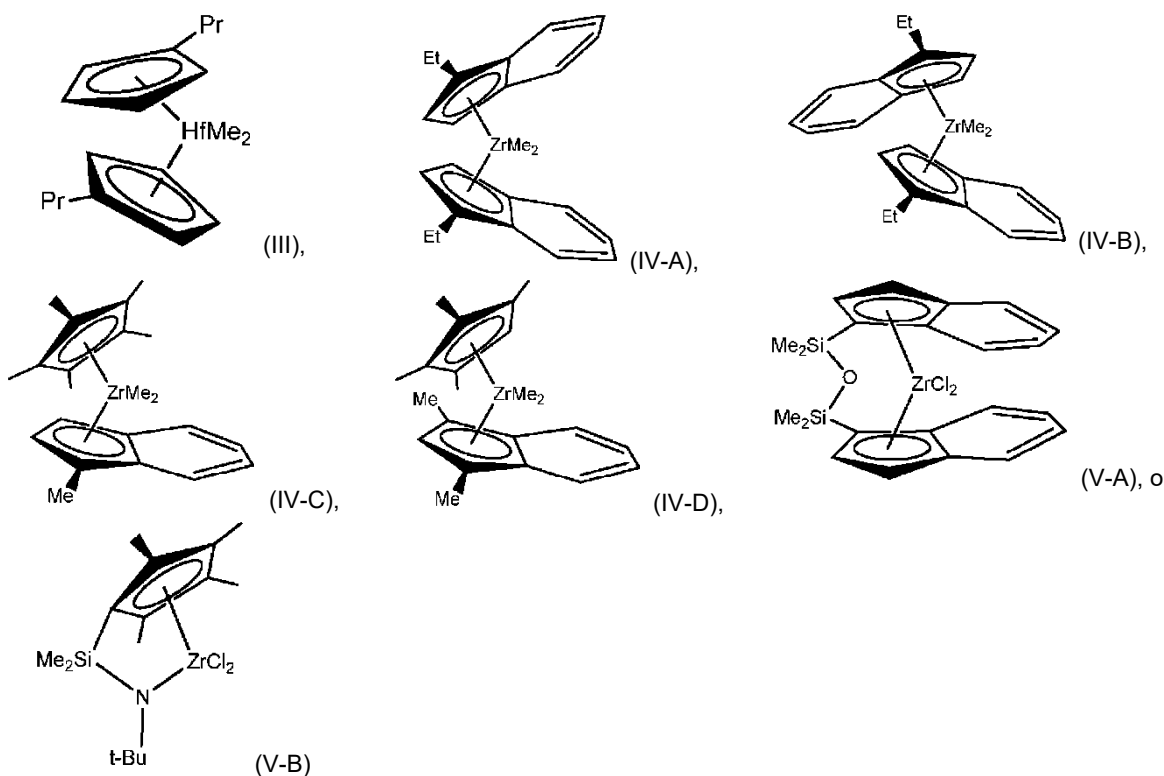 Pr
HfMe2
Pr
(III),
Et
ZrMe2
Et
(IV-A),
Et
ZrMe2
Et
(IV-B),
ZrMe2
Me
(IV-C),
Me
ZrMe2
Me
(IV-D),
Me2Si
O
ZrCl2
Me2Si
(V-A), o
Me2Si
ZrCl2
N
t-Bu
(V-B)